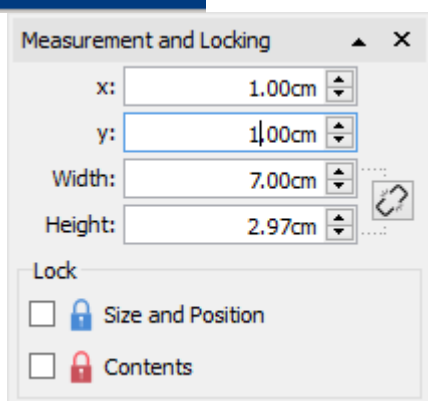 Measurement and Locking
x: 1.00cm
y: 1.00cm
Width: 7.00cm
Height: 2.97cm
Lock
Size and Position
Contents